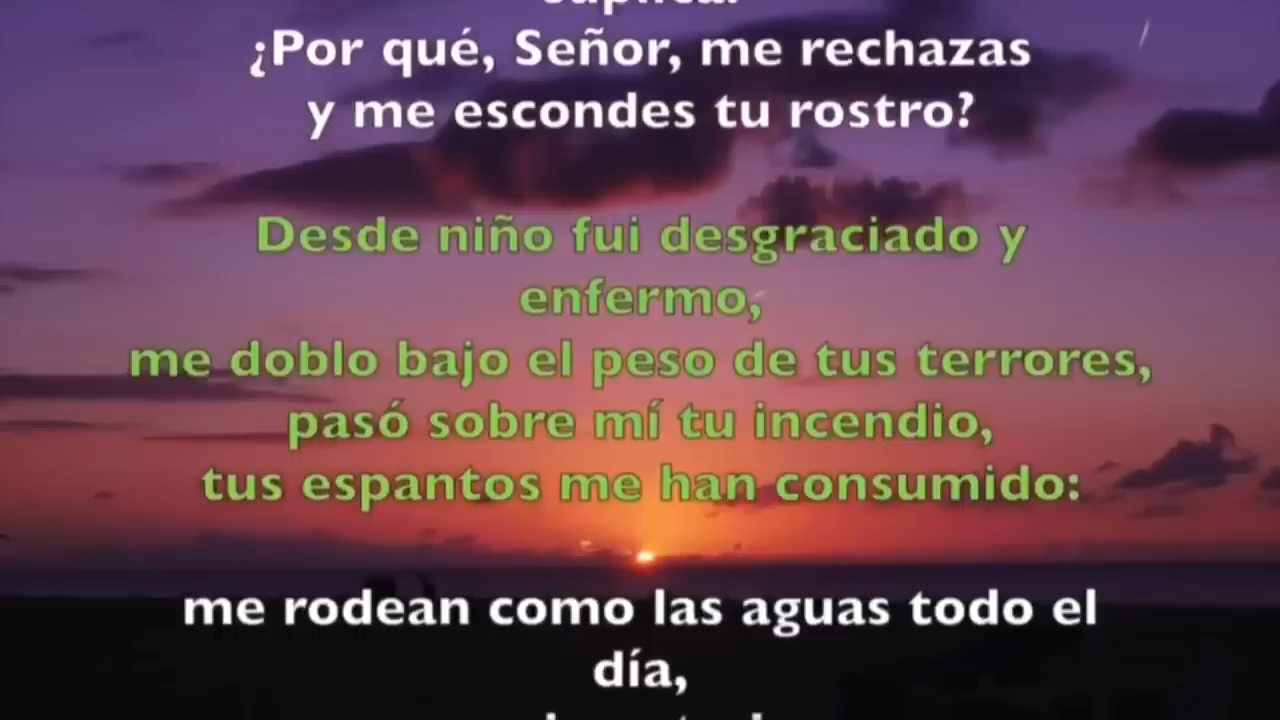 ¿Por qué, Señor, me rechazas
y me escondes tu rostro?
Desde niño fui desgraciado y
enfermo,
me doblo bajo el peso de tus terrores,
pasó sobre mí tu incendio,
tus espantos me han consumido:
me rodean como las aguas todo el
día,